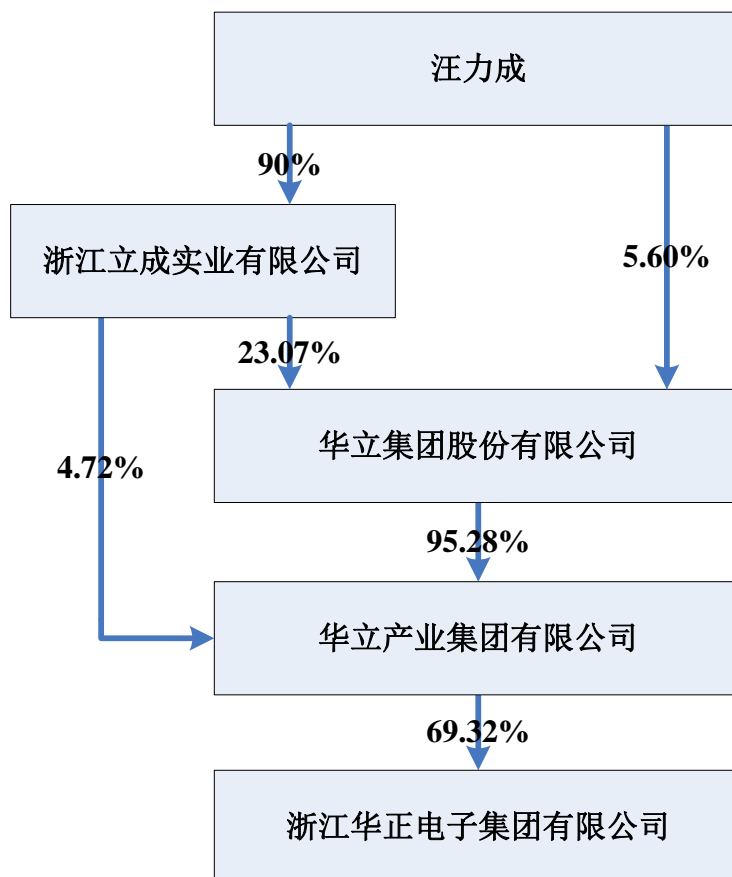 汪力成
90%
浙江立成实业有限公司
5.60%
23.07%
华立集团股份有限公司
4.72%
95.28%
华立产业集团有限公司
69.32%
浙江华正电子集团有限公司